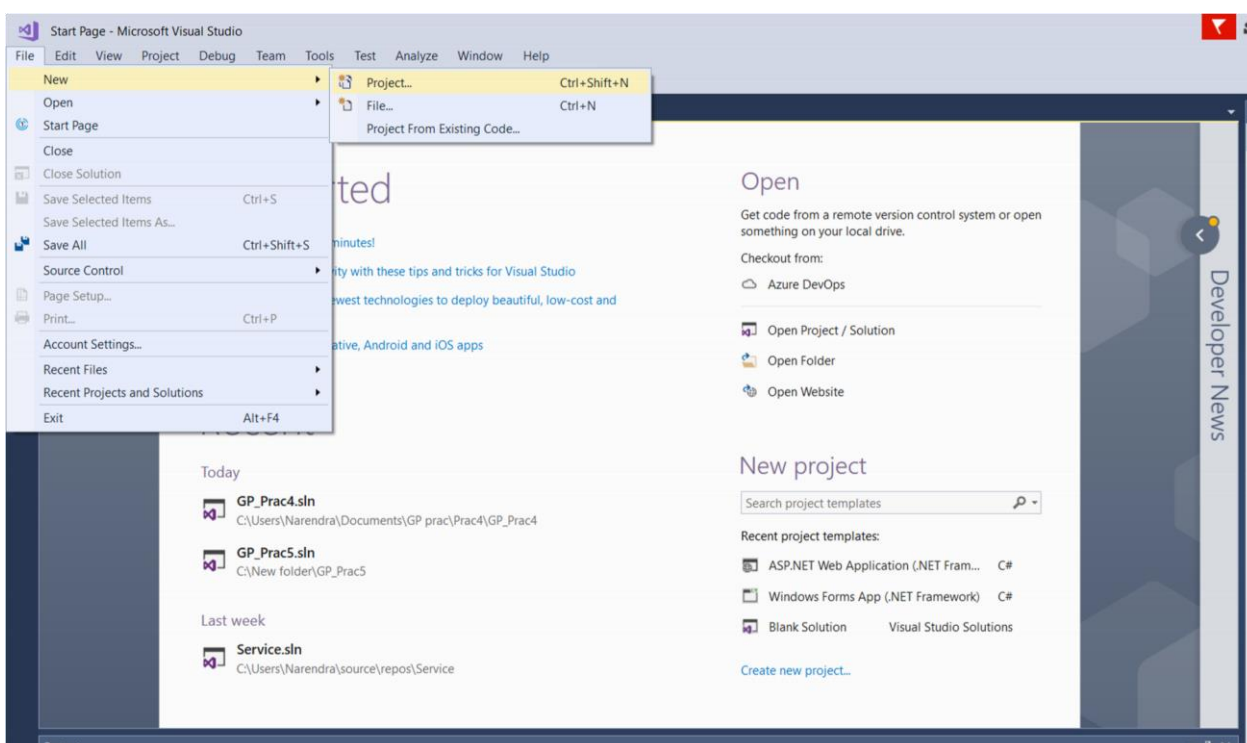 Start Page - Microsoft Visual Studio
File Edit View Project Debug Team Tools Test Analyze Window Help
New
Open
Start Page
Close
Close Solution
Save Selected Items Ctrl+S
Save Selected Items As...
Save All Ctrl+Shift+S
Source Control
Page Setup...
Print... Ctrl+P
Account Settings...
Recent Files
Recent Projects and Solutions
Exit Alt+F4
Project... Ctrl+Shift+N
File... Ctrl+N
Project From Existing Code...
ted
minutes!
ity with these tips and tricks for Visual Studio
ewest technologies to deploy beautiful, low-cost and
ative, Android and iOS apps
Today
GP_Prac4.sln
C:\Users\Narendra\Documents\GP prac\Prac4\GP_Prac4
GP_Prac5.sln
C:\New folder\GP_Prac5
Last week
Service.sln
C:\Users\Narendra\source\repos\Service
Open
Get code from a remote version control system or open
something on your local drive.
Checkout from:
Azure DevOps
Open Project / Solution
Open Folder
Open Website
New project
Search project templates
Recent project templates:
ASP.NET Web Application (.NET Fram... C#
Windows Forms App (.NET Framework) C#
Blank Solution Visual Studio Solutions
Create new project...
Developer News